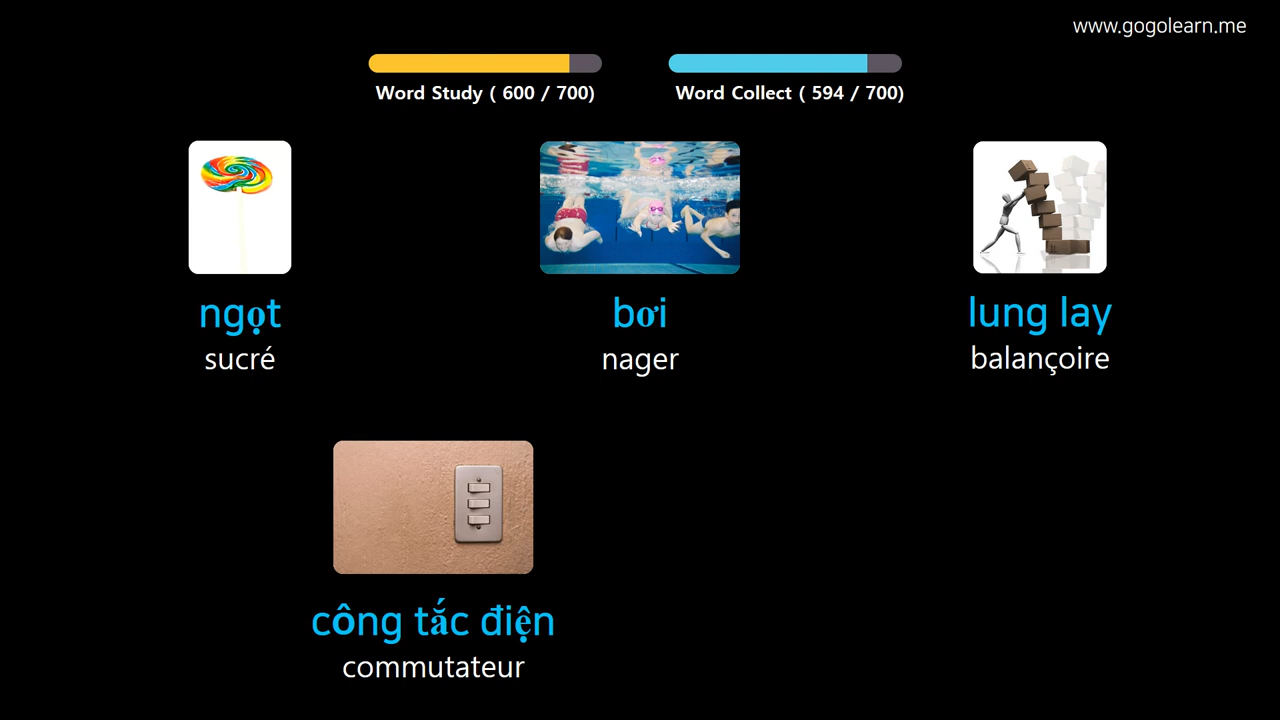 www.gogolearn.me
Word Study ( 600 / 700)
Word Collect ( 594 / 700)
ngọt
sucré
bơi
nager
lung lay
balançoire
công tắc điện
commutateur